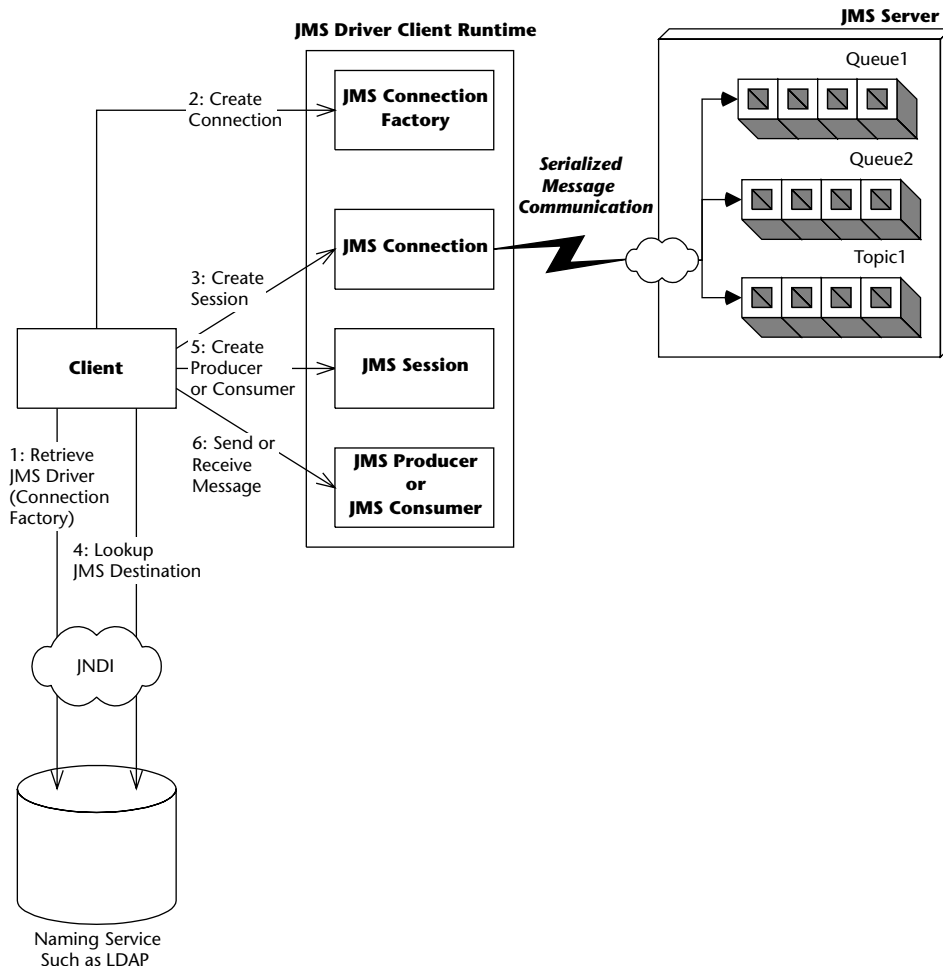 JMS Server
JMS Driver Client Runtime
Queue1
2: Create
Connection
JMS Connection
Factory
Queue2
Serialized
Message
Communication
JMS Connection
Topic1
3: Create
Session
Client
5: Create
Producer
or Consumer
JMS Session
1: Retrieve
JMS Driver
(Connection
Factory)
6: Send or
Receive
Message
JMS Producer
or
JMS Consumer
4: Lookup
JMS Destination
JNDI
Naming Service
Such as LDAP